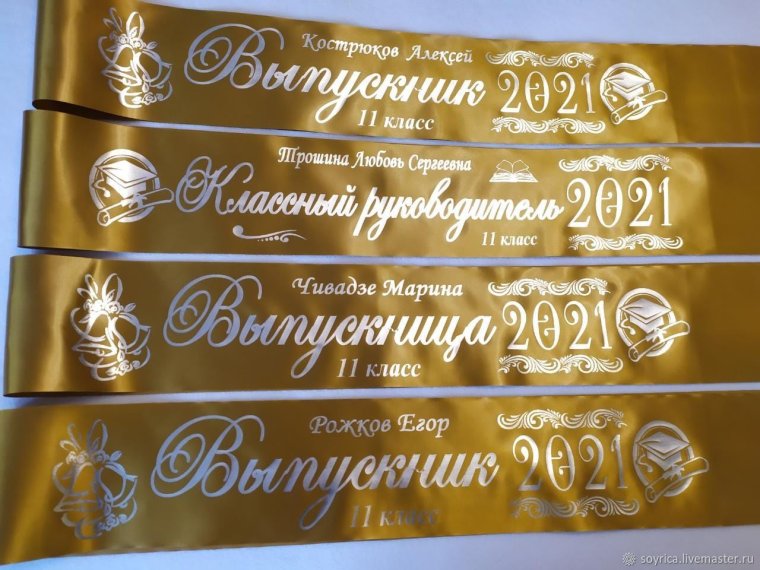 Кострюков Алексей
Выпускник 2021
11 класс
Трошина Любовь Сергеевна
Классный руководитель 2021
11 класс
Чивадзе Марина
Выпускница 2021
11 класс
Рожков Егор
Выпускник 2021
11 класс
soyrica.livemaster.ru